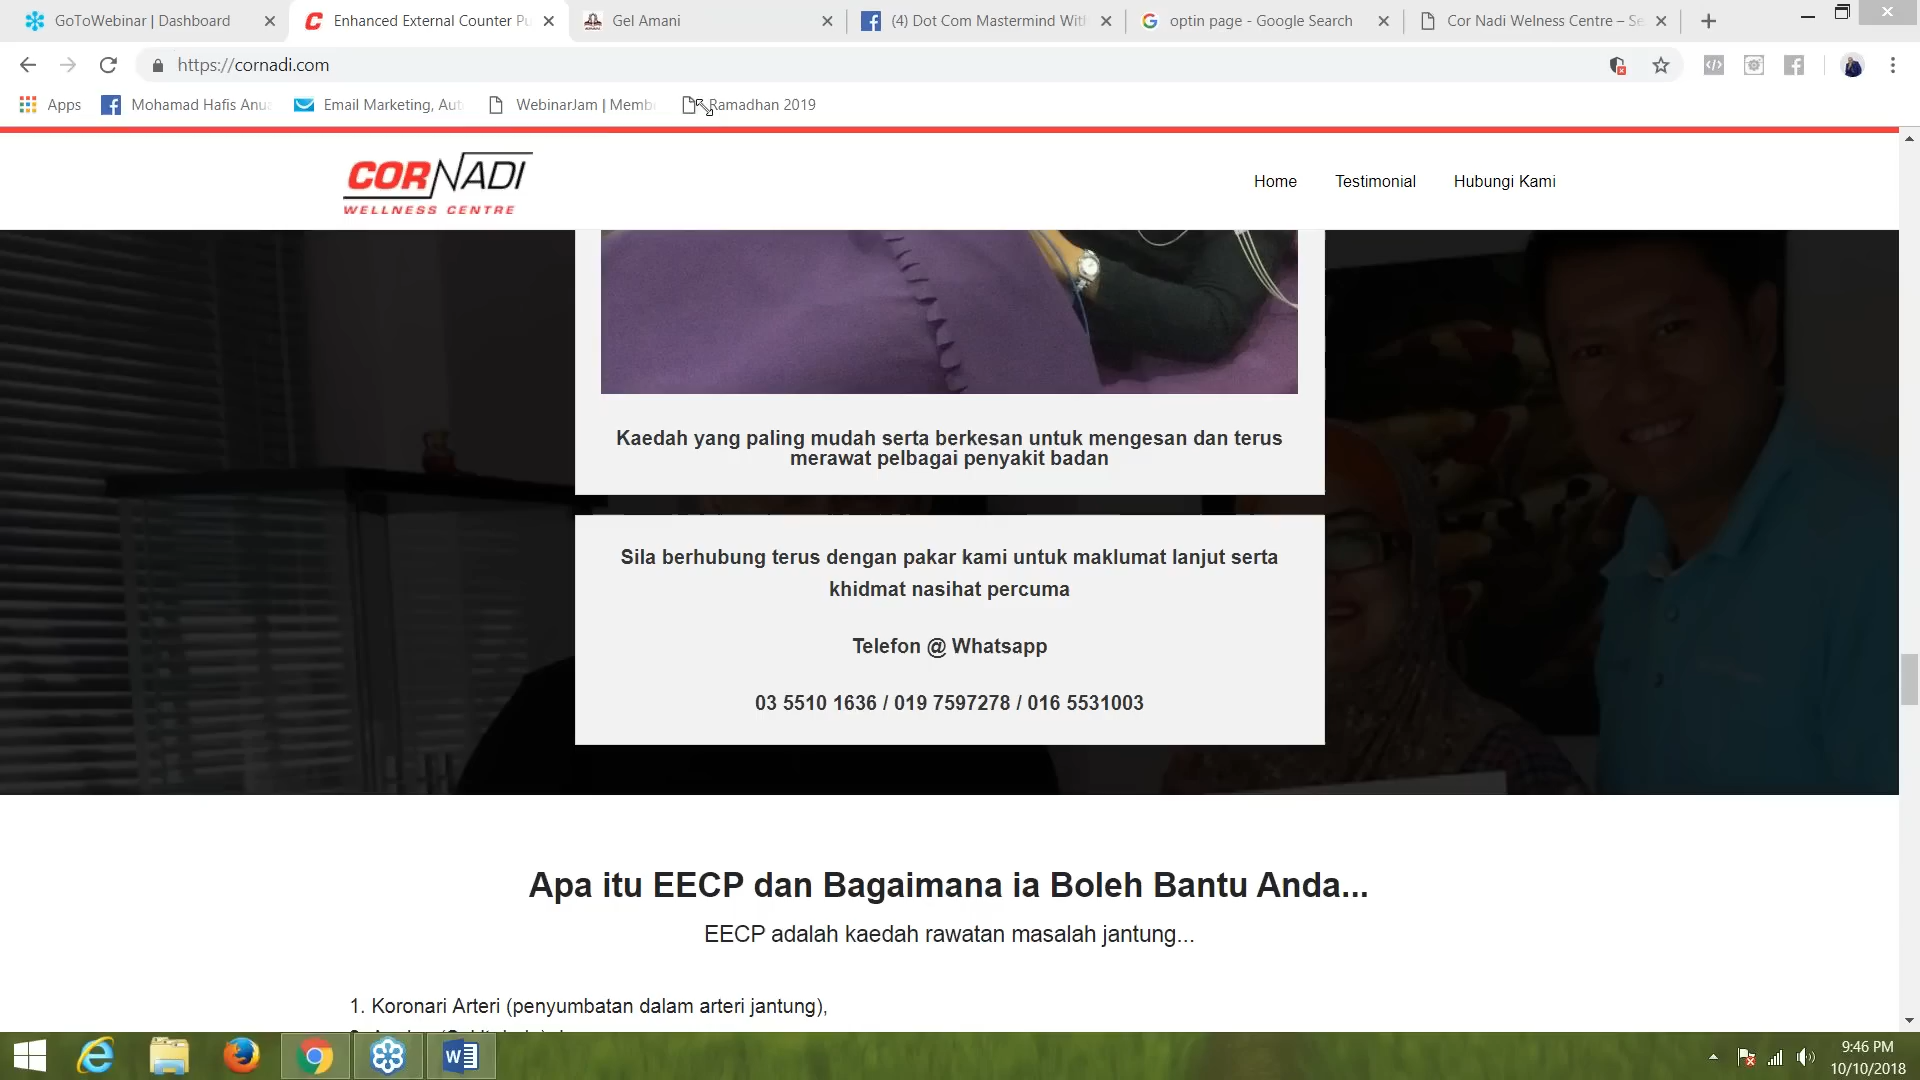 GoToWebinar | Dashboard
Enhanced External Counter Pu
Gel Amani
(4) Dot Com Mastermind With
optin page - Google Search
Cor Nadi Welness Centre – Se
https://cornadi.com
Apps
Mohamad Hafis Anua
Email Marketing, Aut
WebinarJam | Memb
Ramadhan 2019
CORNADI
WELLNESS CENTRE
Home
Testimonial
Hubungi Kami
Kaedah yang paling mudah serta berkesan untuk mengesan dan terus
merawat pelbagai penyakit badan
Sila berhubung terus dengan pakar kami untuk maklumat lanjut serta
khidmat nasihat percuma
Telefon @ Whatsapp
03 5510 1636 / 019 7597278 / 016 5531003
Apa itu EECP dan Bagaimana ia Boleh Bantu Anda...
EECP adalah kaedah rawatan masalah jantung...
1. Koronari Arteri (penyumbatan dalam arteri jantung),
9:46 PM
10/10/2018